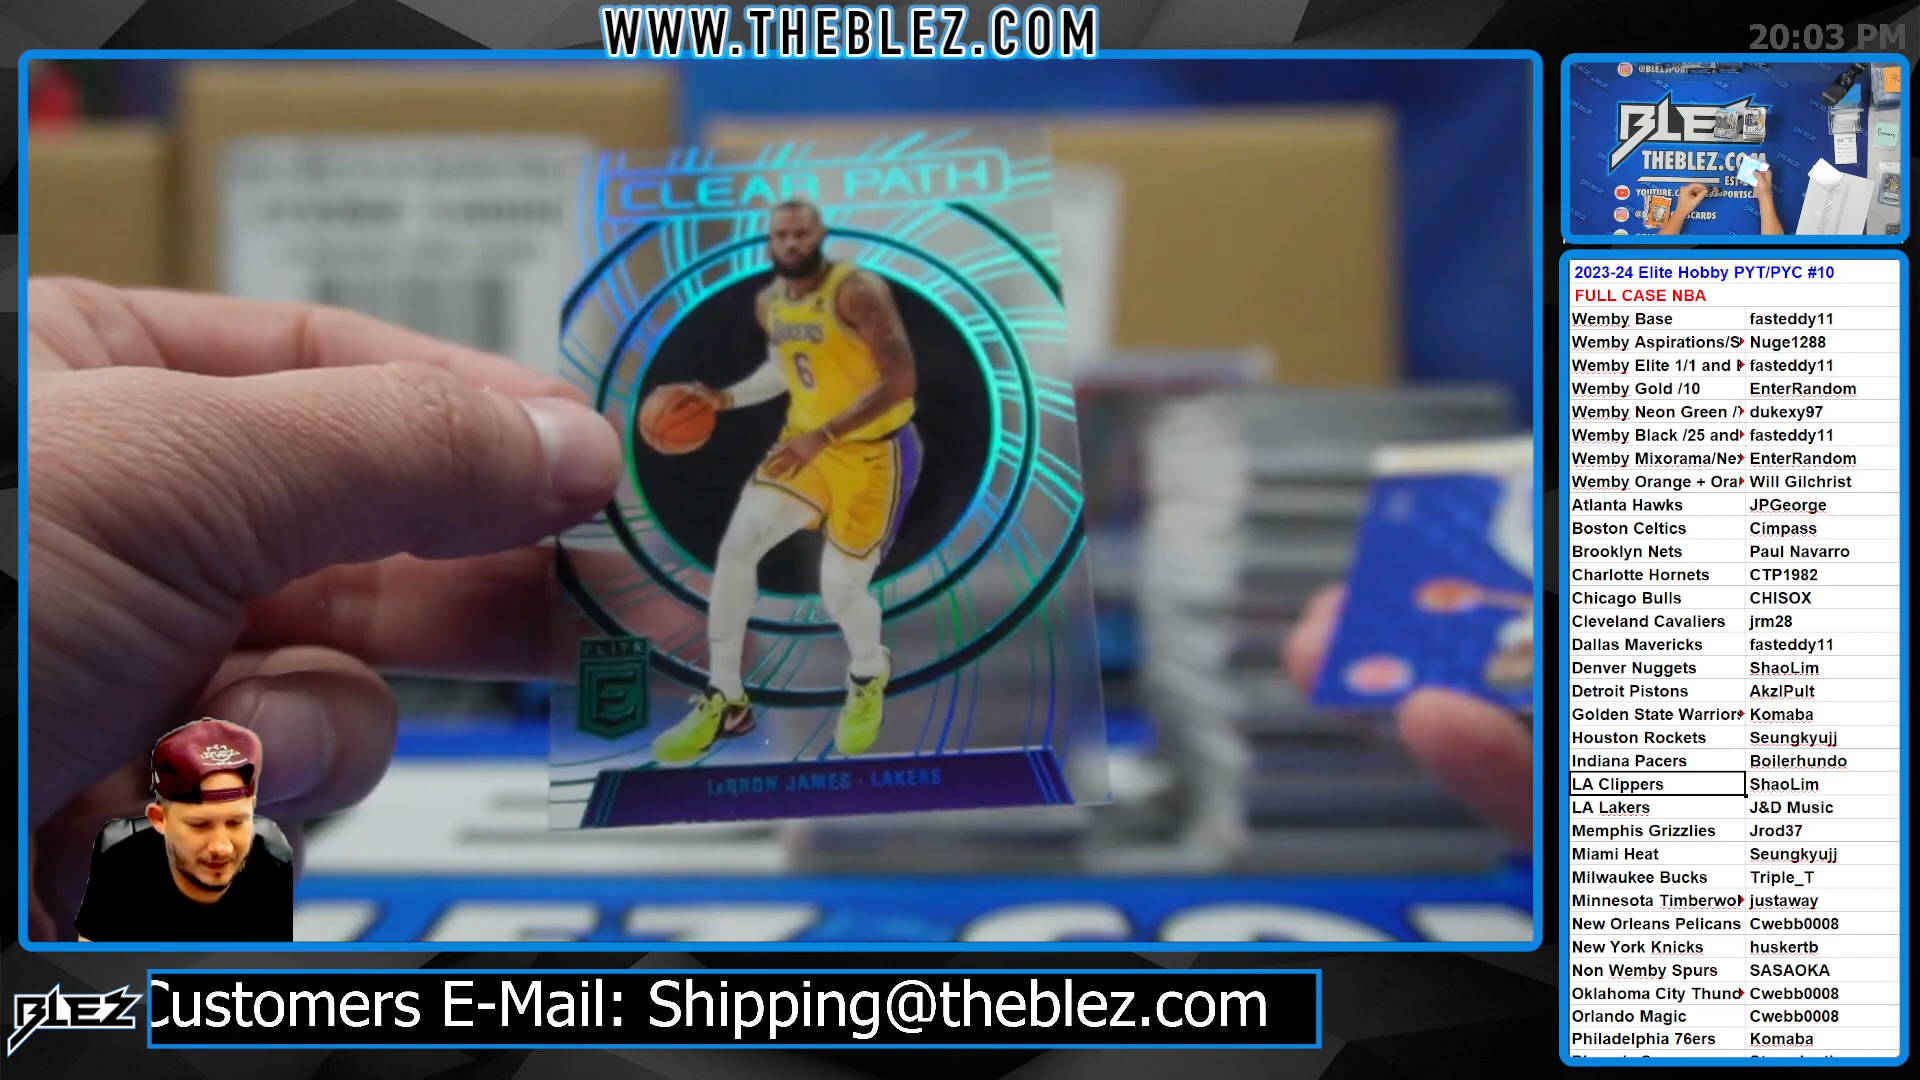 WWW.THEBLEZ.COM
20:03 PM
CLEAR PATH
LAKERS
6
ELITE
E
LEBRON JAMES · LAKERS
BLEZ
THEBLEZ.COM
2023-24 Elite Hobby PYT/PYC #10
FULL CASE NBA
Wemby Base fasteddy11
Wemby Aspirations/S Nuge1288
Wemby Elite 1/1 and fasteddy11
Wemby Gold /10 EnterRandom
Wemby Neon Green / dukexy97
Wemby Black /25 and fasteddy11
Wemby Mixorama/Ne EnterRandom
Wemby Orange + Ora Will Gilchrist
Atlanta Hawks JPGeorge
Boston Celtics Cimpass
Brooklyn Nets Paul Navarro
Charlotte Hornets CTP1982
Chicago Bulls CHISOX
Cleveland Cavaliers jrm28
Dallas Mavericks fasteddy11
Denver Nuggets ShaoLim
Detroit Pistons AkzlPult
Golden State Warrior Komaba
Houston Rockets Seungkyujj
Indiana Pacers Boilerhundo
LA Clippers ShaoLim
LA Lakers J&D Music
Memphis Grizzlies Jrod37
Miami Heat Seungkyujj
Milwaukee Bucks Triple_T
Minnesota Timberwol justaway
New Orleans Pelicans Cwebb0008
New York Knicks huskertb
Non Wemby Spurs SASAOKA
Oklahoma City Thund Cwebb0008
Orlando Magic Cwebb0008
Philadelphia 76ers Komaba
BLEZ
Customers E-Mail: Shipping@theblez.com